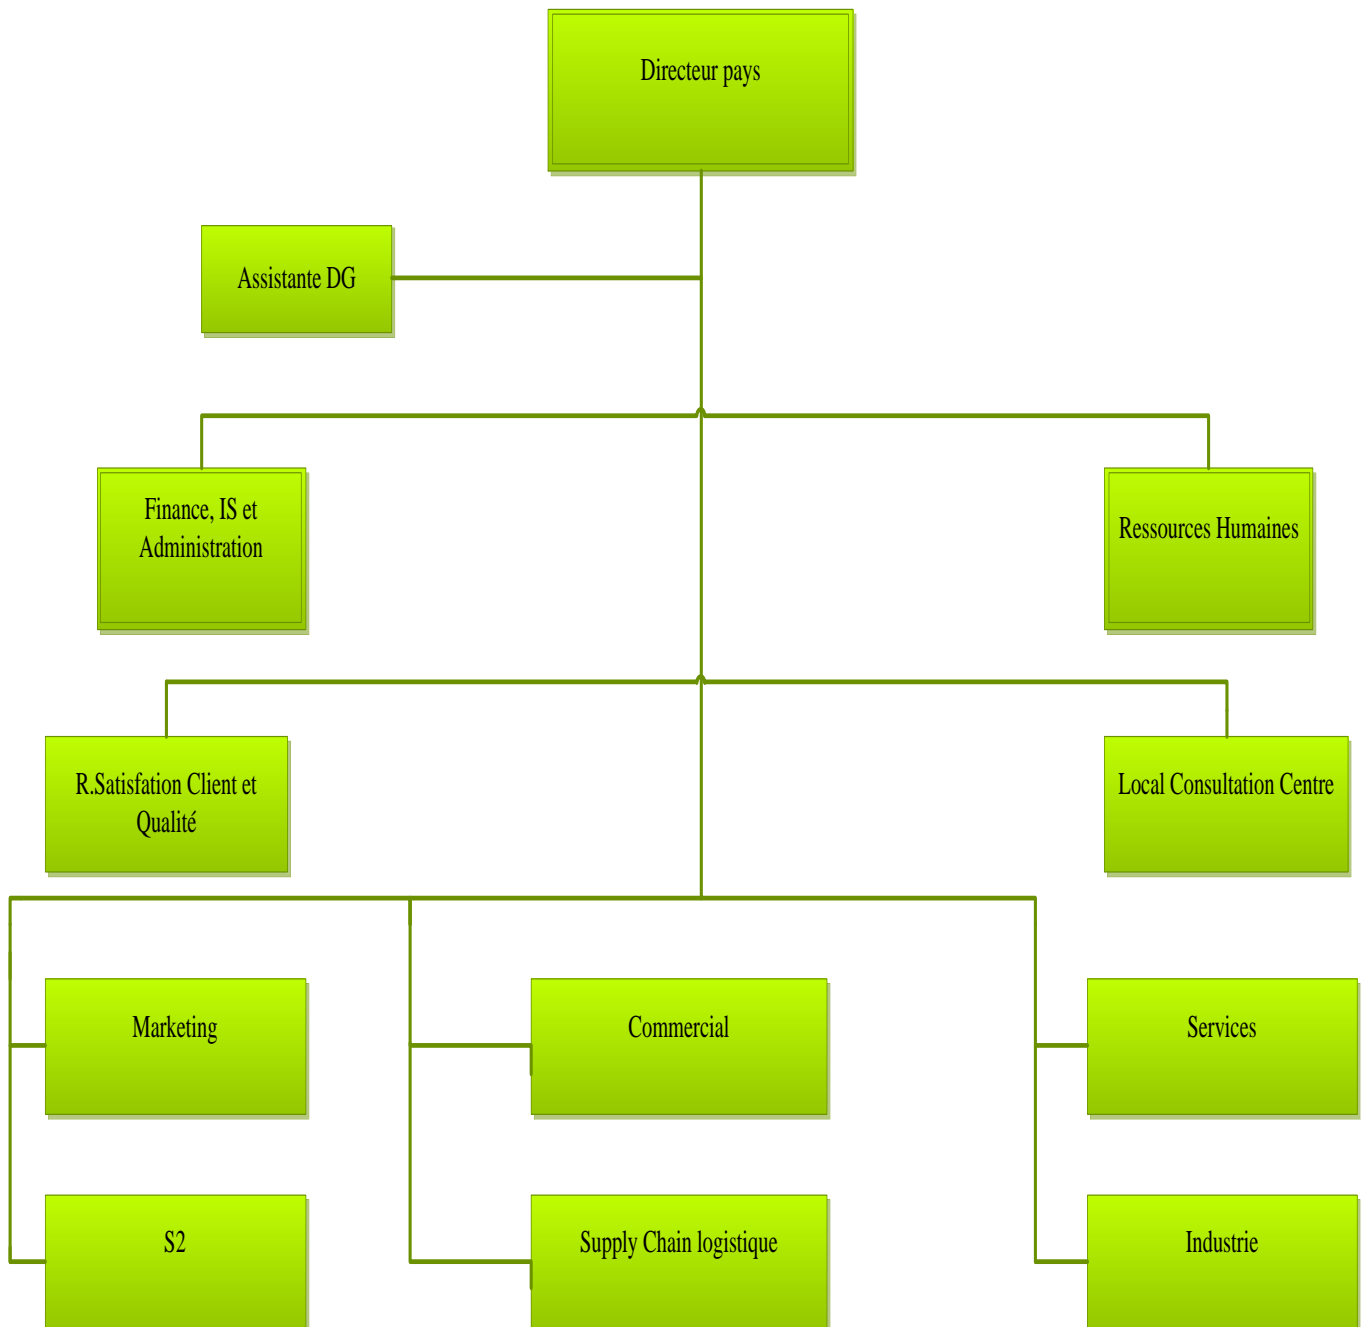 Directeur pays
Assistante DG
Finance, IS et
Administration
Ressources Humaines
R.Satisfation Client et
Qualité
Local Consultation Centre
Marketing
Commercial
Services
S2
Supply Chain logistique
Industrie